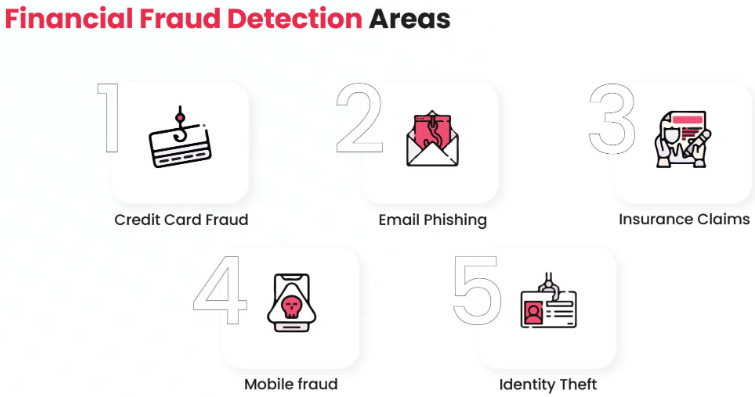 Financial Fraud Detection Areas
1
2
3
Credit Card Fraud
Email Phishing
Insurance Claims
4
5
Mobile fraud
Identity Theft